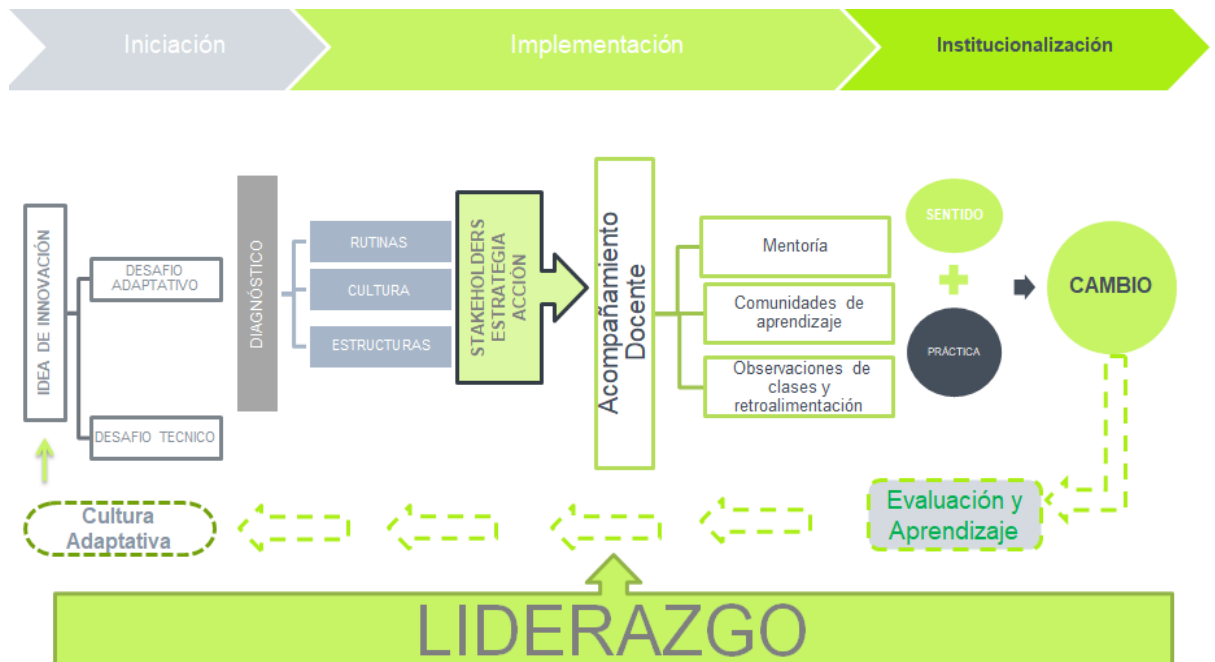 Iniciación
Implementación
Institucionalización
IDEA DE INNOVACIÓN
DESAFIO
ADAPTATIVO
DESAFIO TECNICO
DIAGNÓSTICO
RUTINAS
CULTURA
ESTRUCTURAS
STAKEHOLDERS
ESTRATEGIA
ACCIÓN
Acompañamiento
Docente
Mentoría
Comunidades de
aprendizaje
Observaciones de
clases y
retroalimentación
SENTIDO
PRÁCTICA
CAMBIO
Evaluación y
Aprendizaje
Cultura
Adaptativa
LIDERAZGO